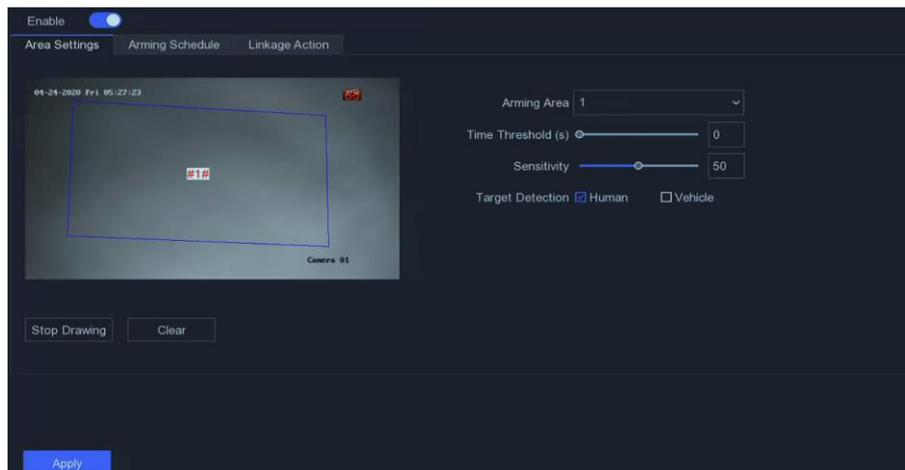 Enable
Area Settings Arming Schedule Linkage Action
04-24-2020 Fri 05:27:23
#1#
Camera 01
Arming Area 1
Time Threshold (s) 0
Sensitivity 50
Target Detection Human Vehicle
Stop Drawing Clear
Apply